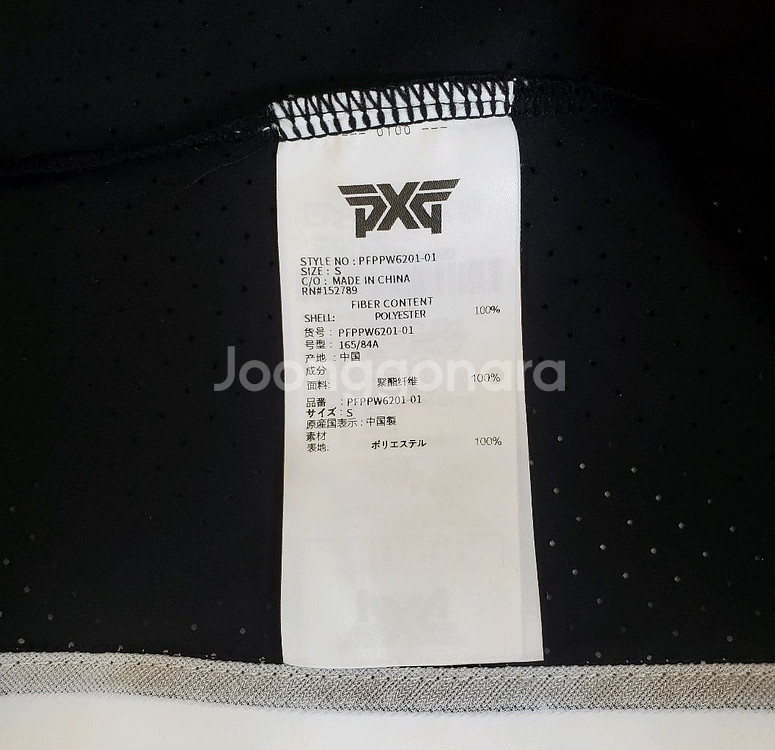 --- 0100 ---
PXG
STYLE NO : PFPPW6201-01
SIZE : S
C/O : MADE IN CHINA
RN#152789
FIBER CONTENT
SHELL: POLYESTER 100%
货号 : PFPPW6201-01
号型 : 165/84A
产地 : 中国
成分
面料: 聚酯纤维 100%
品番 : PFPPW6201-01
サイズ : S
原産国表示 : 中国製
素材
表地: ポリエステル 100%
Joonggonara